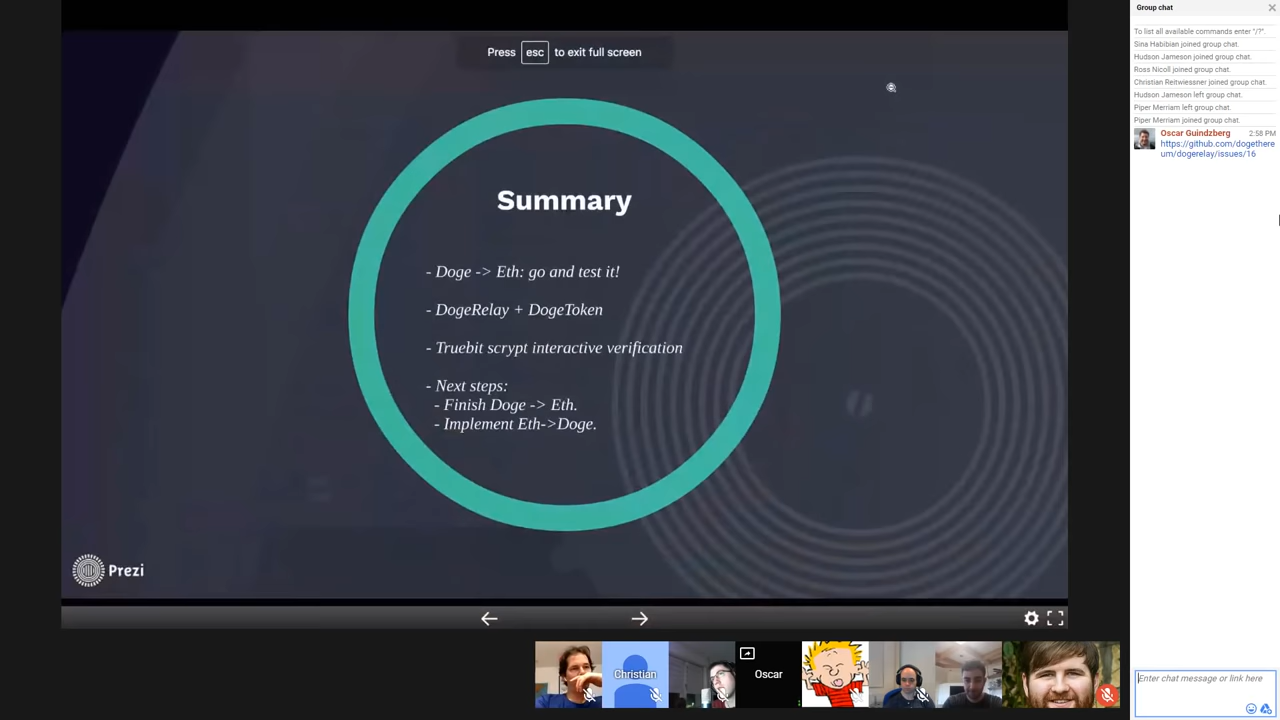 Press esc to exit full screen
Summary
- Doge -> Eth: go and test it!
- DogeRelay + DogeToken
- Truebit scrypt interactive verification
- Next steps:
- Finish Doge -> Eth.
- Implement Eth->Doge.
Prezi
Christian
Oscar
Group chat
To list all available commands enter "/?".
Sina Habibian joined group chat.
Hudson Jameson joined group chat.
Ross Nicoll joined group chat.
Christian Reitwiessner joined group chat.
Hudson Jameson left group chat.
Piper Merriam left group chat.
Piper Merriam joined group chat.
Oscar Guindzberg 2:58 PM
https://github.com/dogethere
um/dogerelay/issues/16
Enter chat message or link here